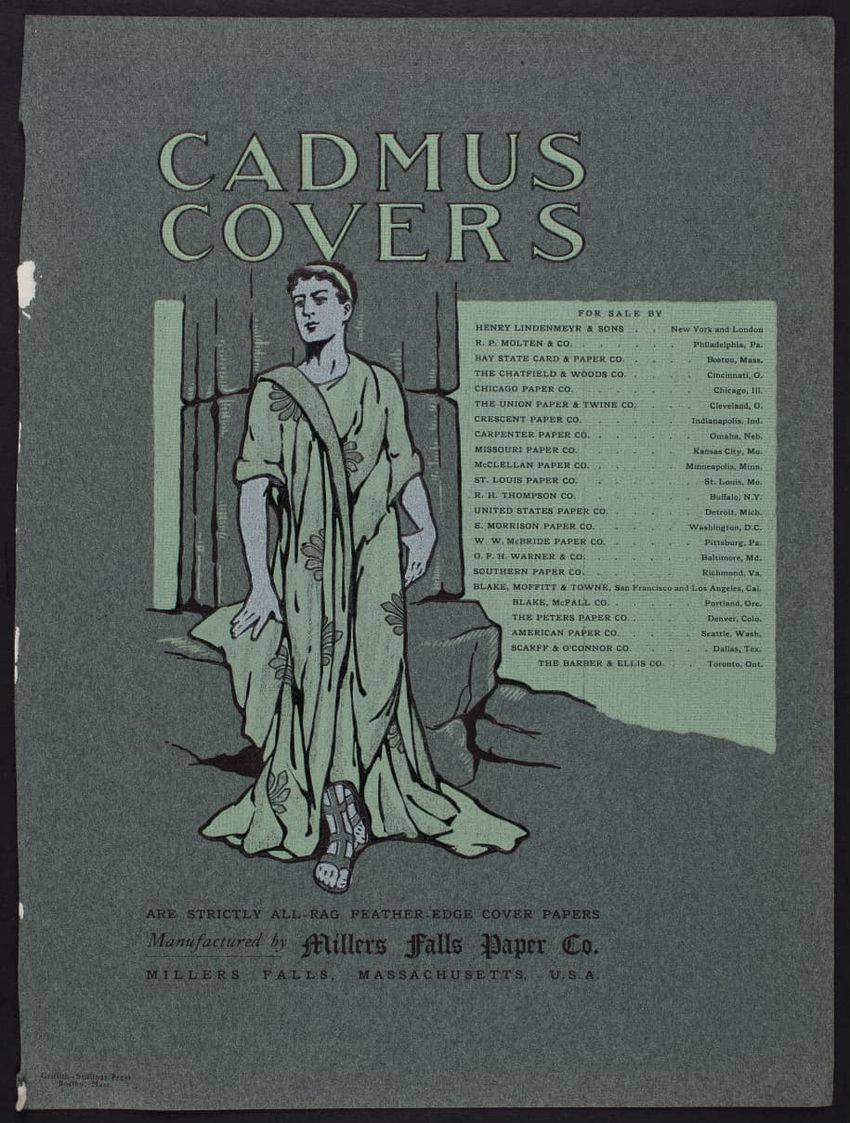 CADMUS
COVERS
FOR SALE BY
HENRY LINDENMEYR & SONS . . New York and London
R. P. MOLTEN & CO. . . . . . Philadelphia, Pa.
BAY STATE CARD & PAPER CO. . . . . Boston, Mass.
THE CHATFIELD & WOODS CO. . . . . Cincinnati, O.
CHICAGO PAPER CO. . . . . . . Chicago, Ill.
THE UNION PAPER & TWINE CO. . . . . Cleveland, O.
CRESCENT PAPER CO. . . . . . Indianapolis, Ind.
CARPENTER PAPER CO. . . . . . Omaha, Neb.
MISSOURI PAPER CO. . . . . . Kansas City, Mo.
McCLELLAN PAPER CO. . . . . . Minneapolis, Minn.
ST. LOUIS PAPER CO. . . . . . St. Louis, Mo.
R. H. THOMPSON CO. . . . . . . Buffalo, N.Y.
UNITED STATES PAPER CO. . . . . . Detroit, Mich.
E. MORRISON PAPER CO. . . . . Washington, D.C.
W. W. McBRIDE PAPER CO. . . . . Pittsburg, Pa.
O. F. H. WARNER & CO. . . . . . Baltimore, Md.
SOUTHERN PAPER CO. . . . . . Richmond, Va.
BLAKE, MOFFITT & TOWNE, San Francisco and Los Angeles, Cal.
BLAKE, McFALL CO. . . . . Portland, Ore.
THE PETERS PAPER CO. . . . Denver, Colo.
AMERICAN PAPER CO. . . . Seattle, Wash.
SCARFF & O'CONNOR CO. . . . . Dallas, Tex.
THE BARBER & ELLIS CO. . . Toronto, Ont.
ARE STRICTLY ALL-RAG FEATHER-EDGE COVER PAPERS
Manufactured by Millers Falls Paper Co.
MILLERS FALLS, MASSACHUSETTS, U.S.A.
Griffith-Stillings Press
Boston, Mass.